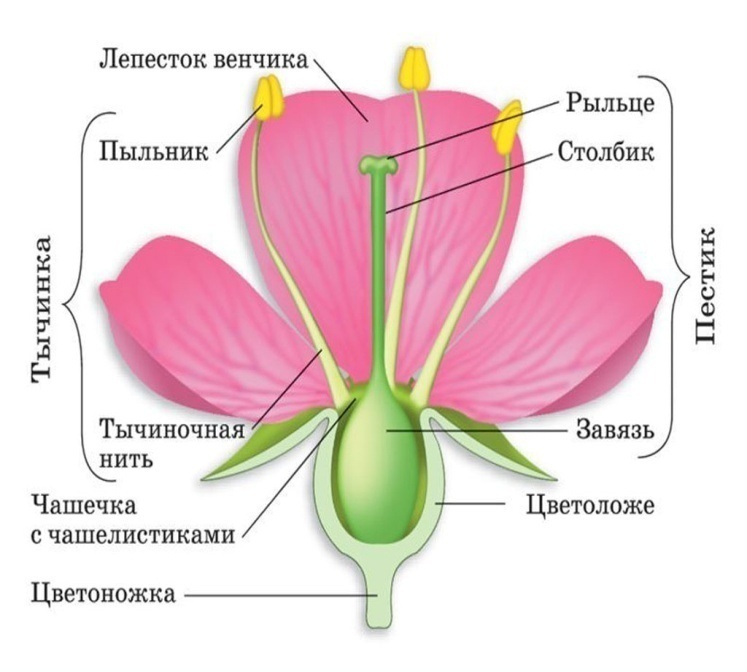 Лепесток венчика
Рыльце
Пыльник
Столбик
Тычинка
Пестик
Тычиночная
нить
Завязь
Чашечка
с чашелистиками
Цветоложе
Цветоножка